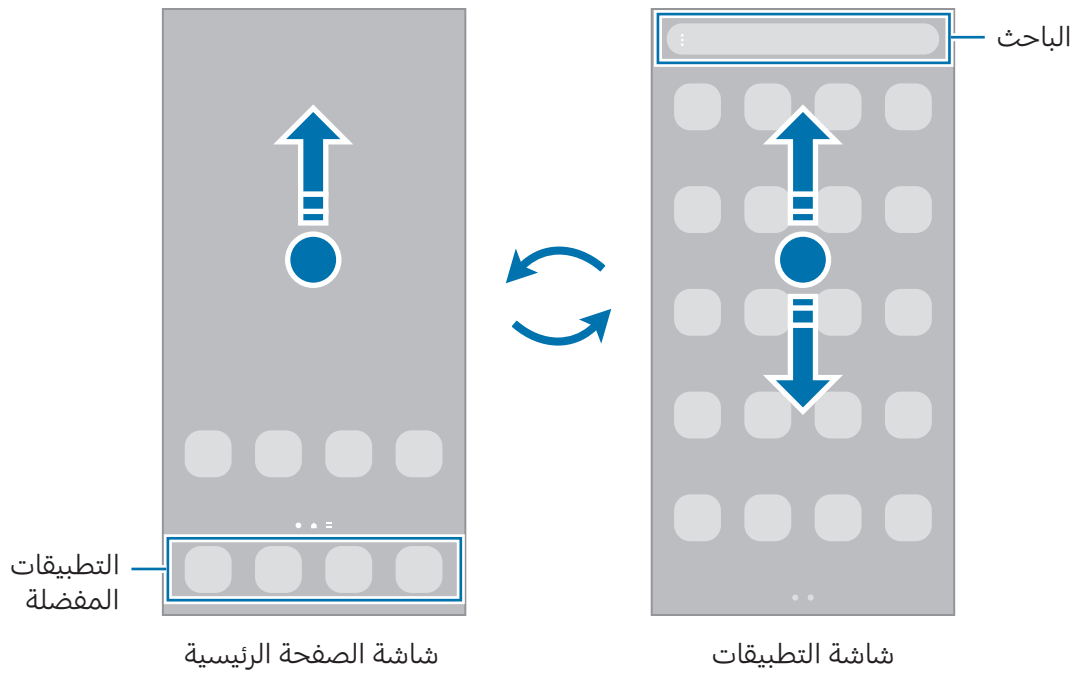 الباحث
التطبيقات
المفضلة
شاشة التطبيقات
شاشة الصفحة الرئيسية